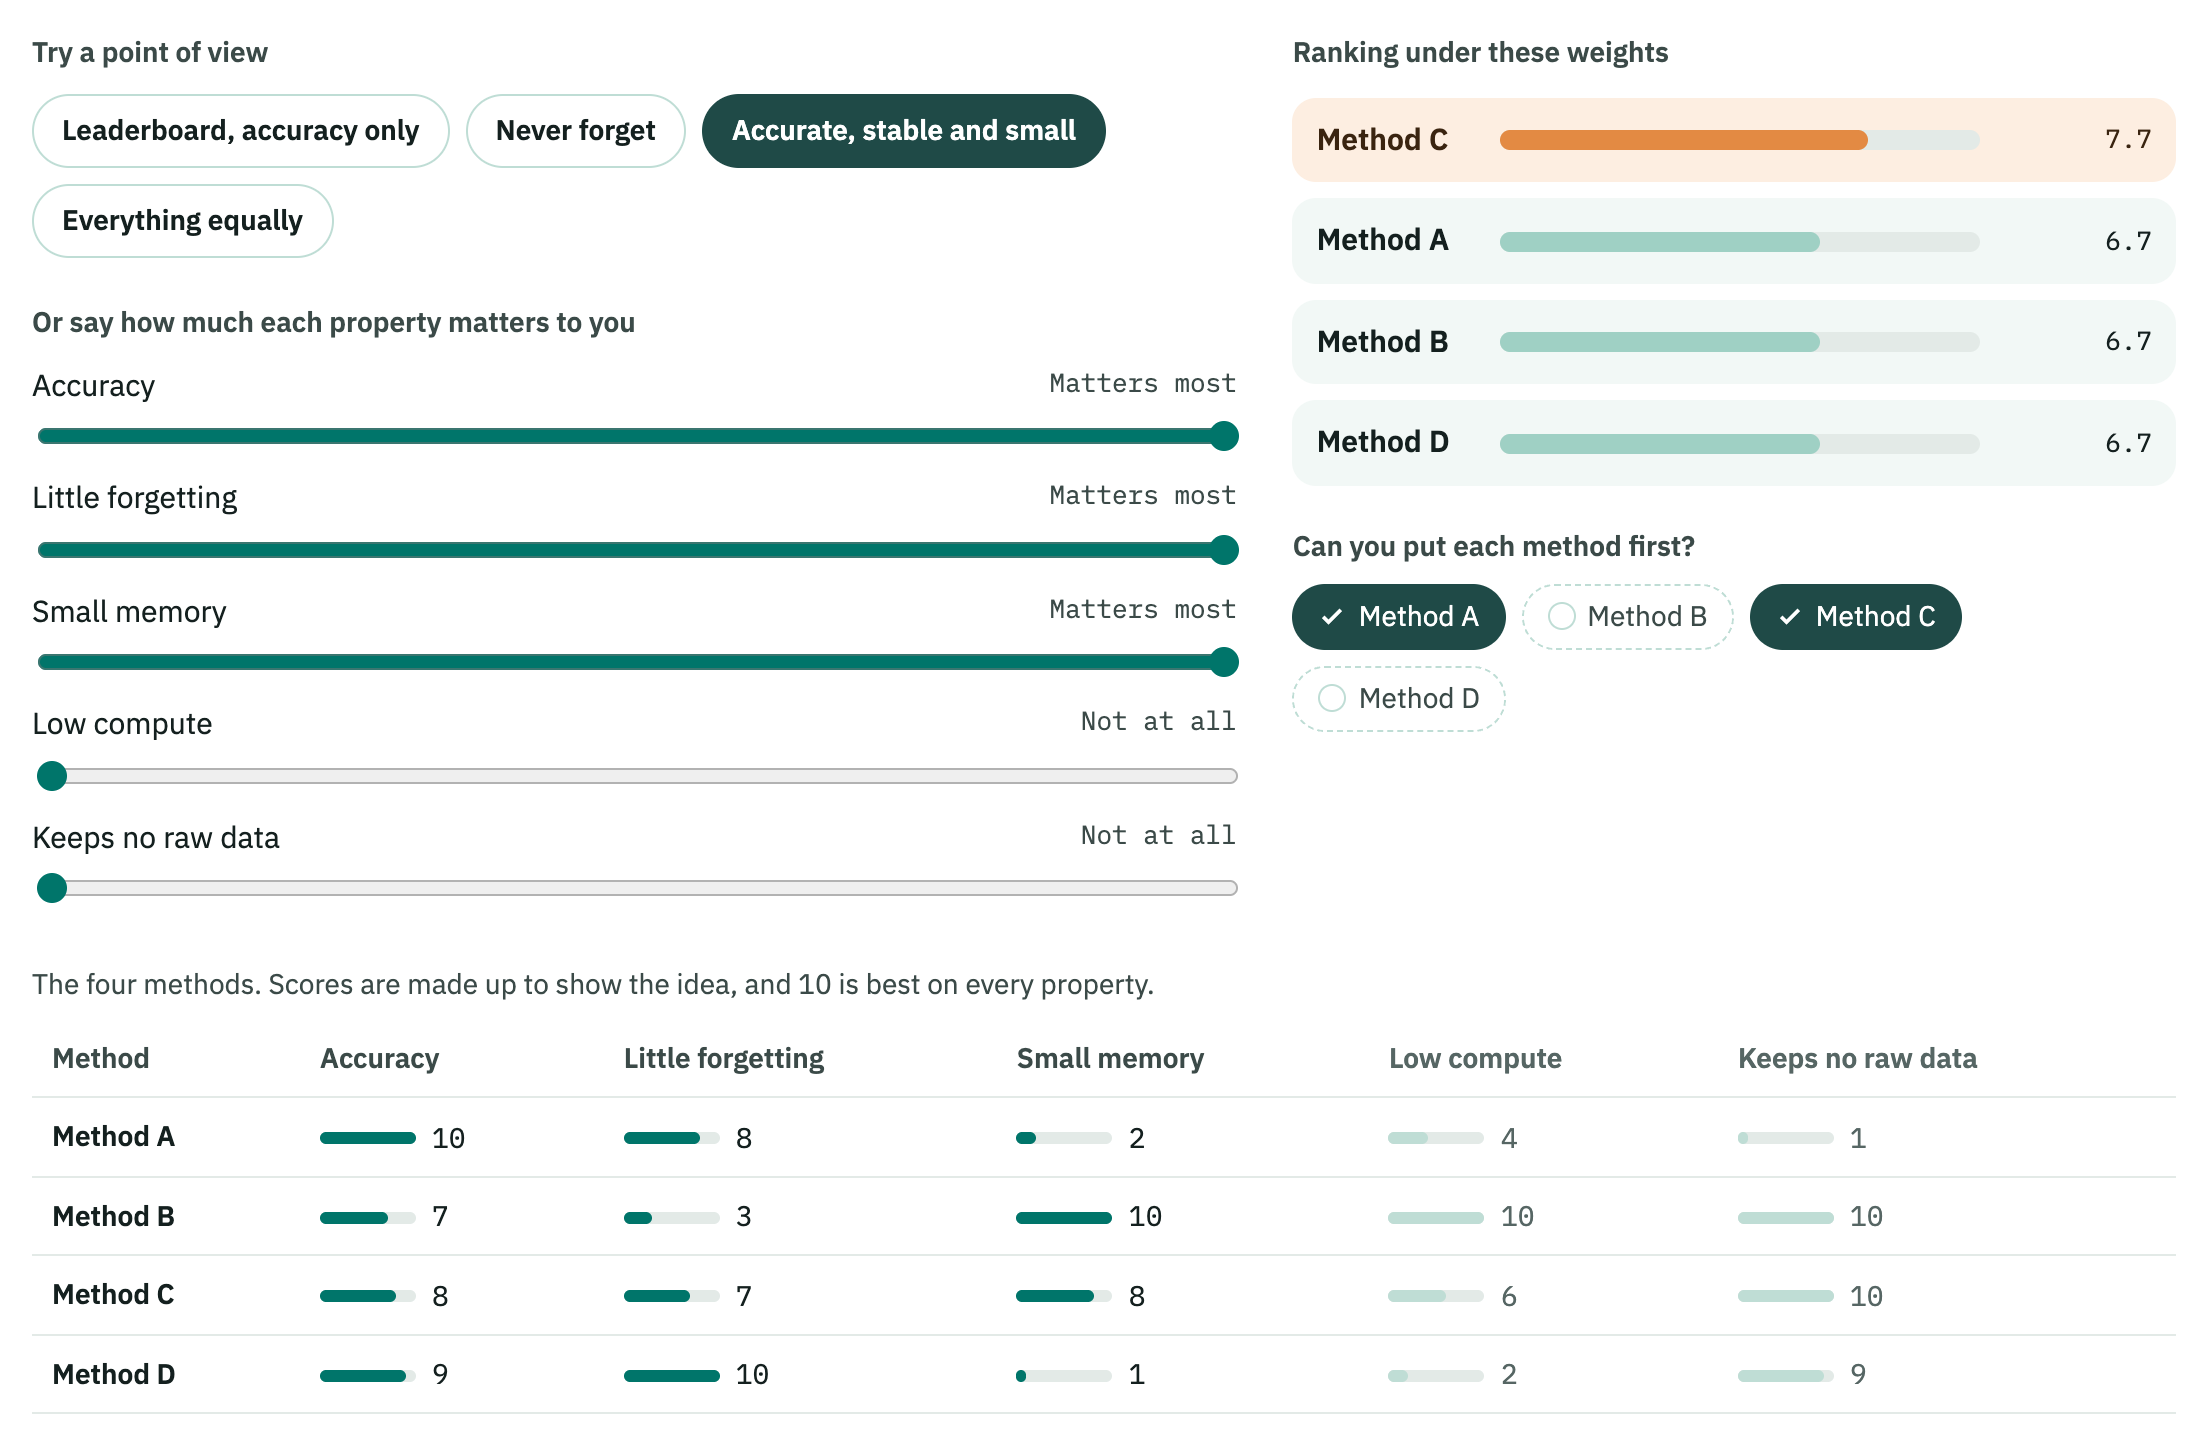 Try a point of view
Leaderboard, accuracy only
Never forget
Accurate, stable and small
Everything equally
Or say how much each property matters to you
Accuracy Matters most
Little forgetting Matters most
Small memory Matters most
Low compute Not at all
Keeps no raw data Not at all
Ranking under these weights
Method C 7.7
Method A 6.7
Method B 6.7
Method D 6.7
Can you put each method first?
Method A
Method B
Method C
Method D
The four methods. Scores are made up to show the idea, and 10 is best on every property.
Method Accuracy Little forgetting Small memory Low compute Keeps no raw data
Method A 10 8 2 4 1
Method B 7 3 10 10 10
Method C 8 7 8 6 10
Method D 9 10 1 2 9